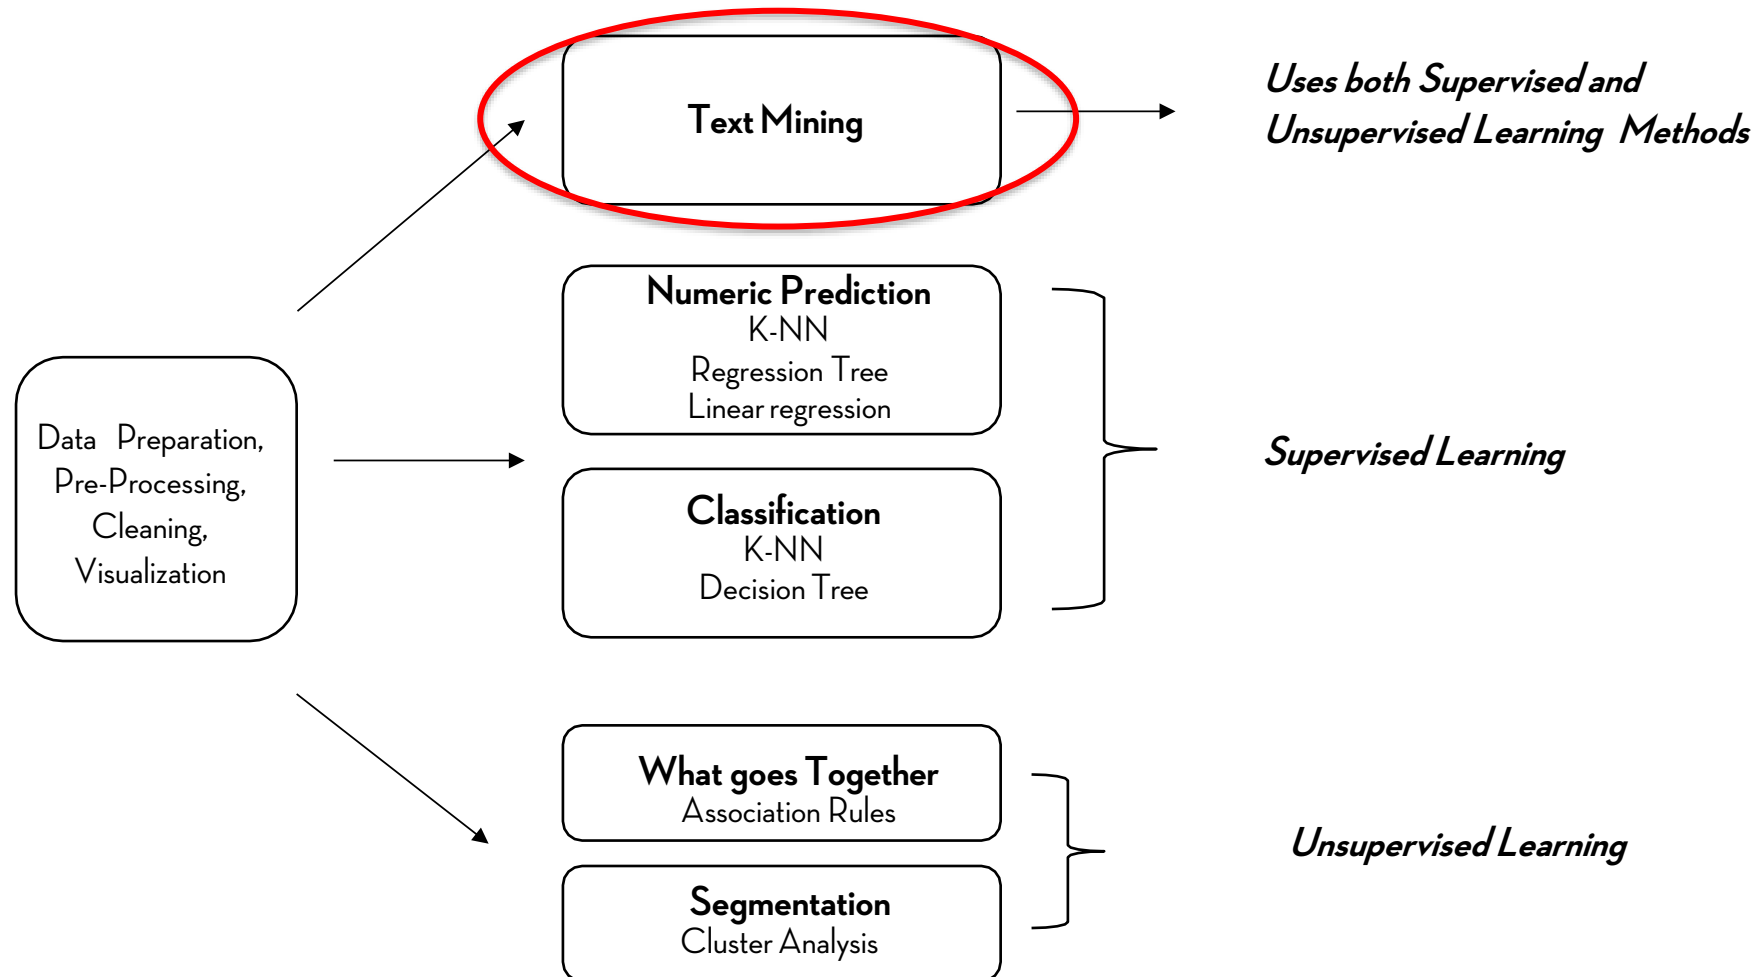 Text Mining
Uses both Supervised and
Unsupervised Learning Methods
Numeric Prediction
K-NN
Regression Tree
Linear regression
Data Preparation,
Pre-Processing,
Cleaning,
Visualization
Supervised Learning
Classification
K-NN
Decision Tree
What goes Together
Association Rules
Unsupervised Learning
Segmentation
Cluster Analysis